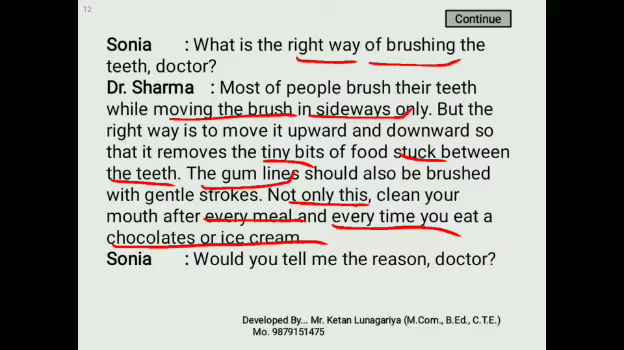 12
Continue
Sonia : What is the right way of brushing the
teeth, doctor?
Dr. Sharma : Most of people brush their teeth
while moving the brush in sideways only. But the
right way is to move it upward and downward so
that it removes the tiny bits of food stuck between
the teeth. The gum lines should also be brushed
with gentle strokes. Not only this, clean your
mouth after every meal and every time you eat a
chocolates or ice cream.
Sonia : Would you tell me the reason, doctor?
Developed By... Mr. Ketan Lunagariya (M.Com., B.Ed., C.T.E.)
Mo. 9879151475